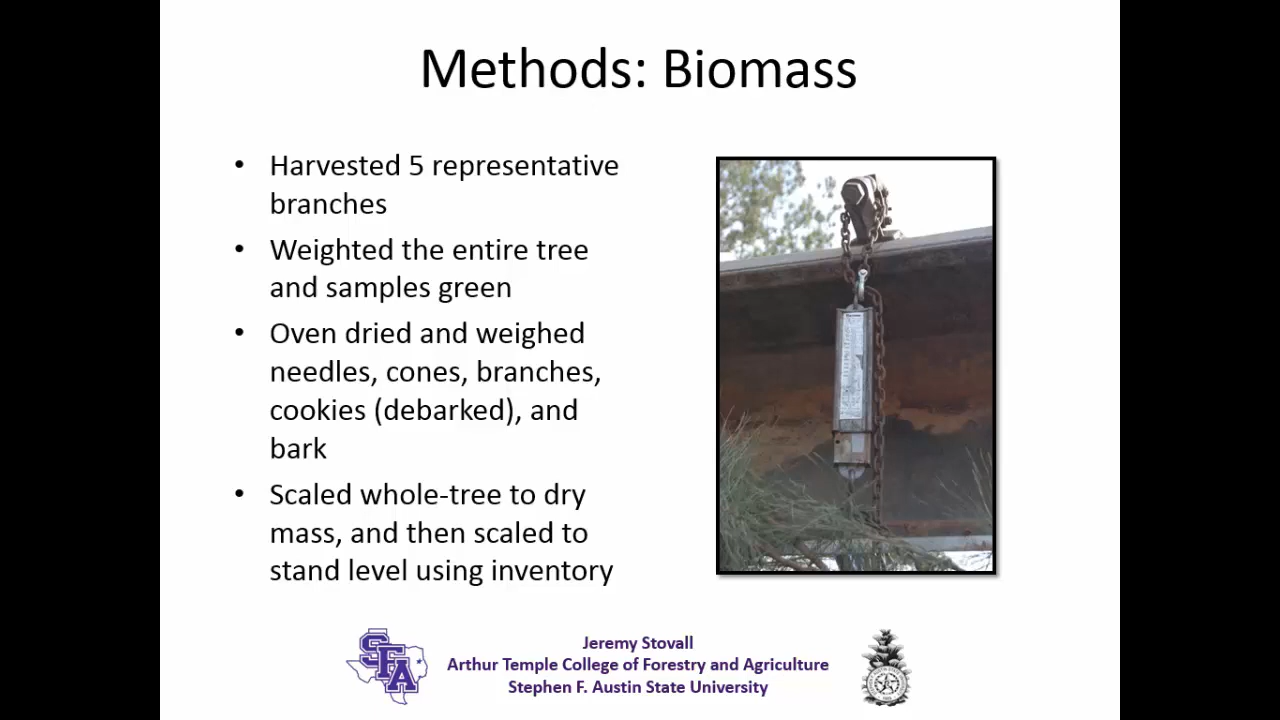 Methods: Biomass
• Harvested 5 representative
branches
• Weighted the entire tree
and samples green
• Oven dried and weighed
needles, cones, branches,
cookies (debarked), and
bark
• Scaled whole-tree to dry
mass, and then scaled to
stand level using inventory
SFA
Jeremy Stovall
Arthur Temple College of Forestry and Agriculture
Stephen F. Austin State University